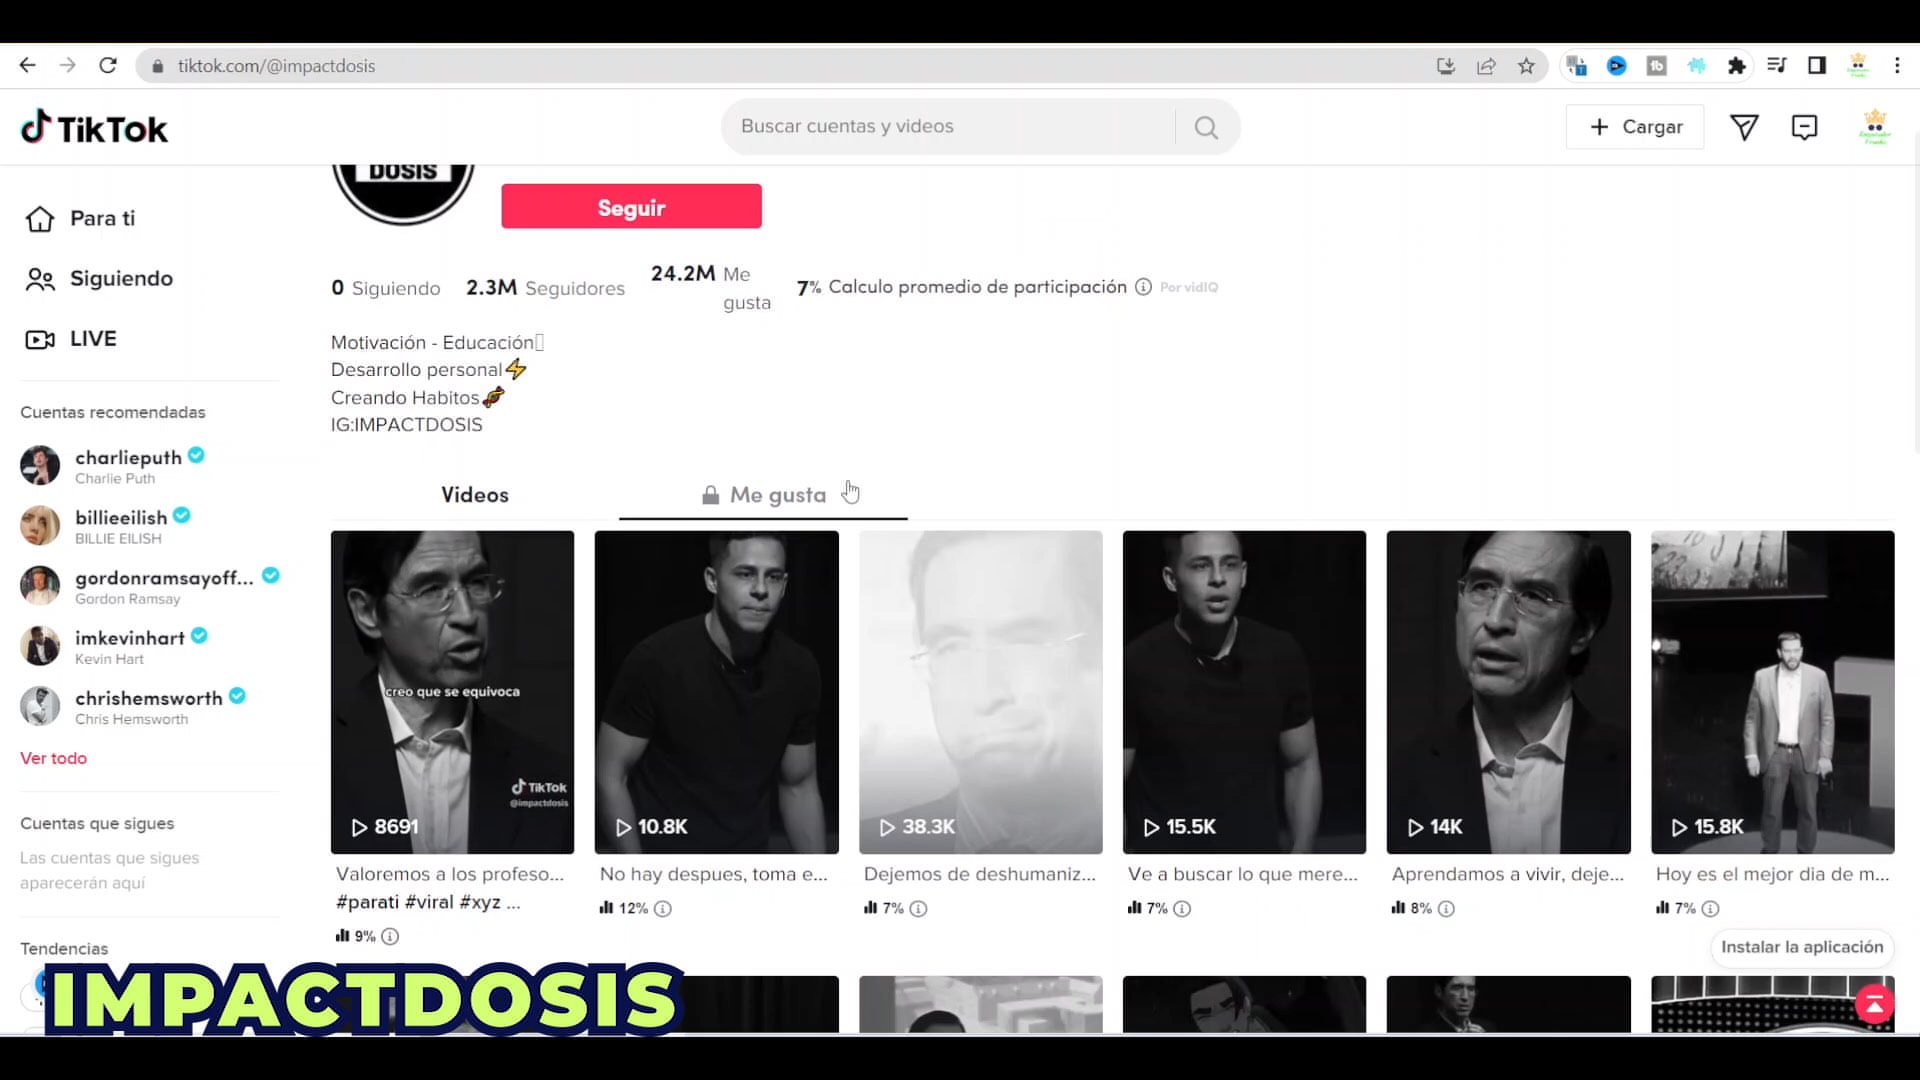 tiktok.com/@impactdosis
TikTok
Buscar cuentas y videos
Cargar
DOSIS
Seguir
Para ti
Siguiendo
LIVE
0 Siguiendo 2.3M Seguidores 24.2M Me gusta 7% Calculo promedio de participación Por vidIQ
Motivación - Educación
Desarrollo personal⚡
Creando Habitos
IG:IMPACTDOSIS
Cuentas recomendadas
charlieputh
Charlie Puth
billieeilish
BILLIE EILISH
gordonramsayoff...
Gordon Ramsay
imkevinhart
Kevin Hart
chrishemsworth
Chris Hemsworth
Ver todo
Cuentas que sigues
Las cuentas que sigues
aparecerán aquí
Tendencias
Videos Me gusta
creo que se equivoca
TikTok
@impactdosis
8691 10.8K 38.3K 15.5K 14K 15.8K
Valoremos a los profeso...
#parati #viral #xyz ...
9%
No hay despues, toma e...
12%
Dejemos de deshumaniz...
7%
Ve a buscar lo que mere...
7%
Aprendamos a vivir, deje...
8%
Hoy es el mejor dia de m...
7%
Instalar la aplicación
IMPACTDOSIS